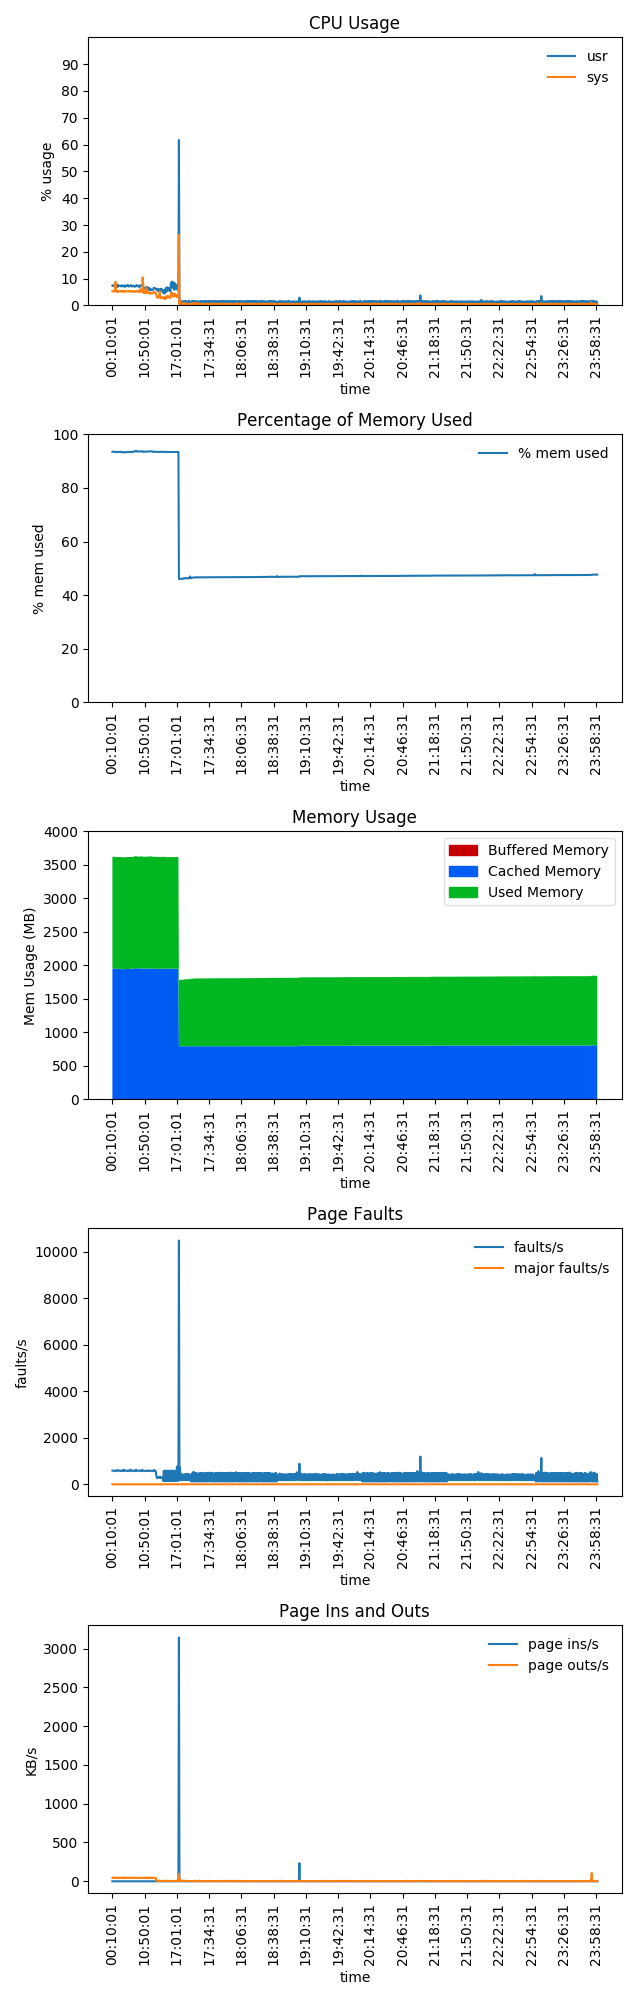 CPU Usage
90
80
70
60
50
40
30
20
10
0
% usage
usr
sys
00:10:01 10:50:01 17:01:01 17:34:31 18:06:31 18:38:31 19:10:31 19:42:31 20:14:31 20:46:31 21:18:31 21:50:31 22:22:31 22:54:31 23:26:31 23:58:31
time
Percentage of Memory Used
100
80
60
40
20
0
% mem used
% mem used
00:10:01 10:50:01 17:01:01 17:34:31 18:06:31 18:38:31 19:10:31 19:42:31 20:14:31 20:46:31 21:18:31 21:50:31 22:22:31 22:54:31 23:26:31 23:58:31
time
Memory Usage
4000
3500
3000
2500
2000
1500
1000
500
0
Mem Usage (MB)
Buffered Memory
Cached Memory
Used Memory
00:10:01 10:50:01 17:01:01 17:34:31 18:06:31 18:38:31 19:10:31 19:42:31 20:14:31 20:46:31 21:18:31 21:50:31 22:22:31 22:54:31 23:26:31 23:58:31
time
Page Faults
10000
8000
6000
4000
2000
0
faults/s
faults/s
major faults/s
00:10:01 10:50:01 17:01:01 17:34:31 18:06:31 18:38:31 19:10:31 19:42:31 20:14:31 20:46:31 21:18:31 21:50:31 22:22:31 22:54:31 23:26:31 23:58:31
time
Page Ins and Outs
3000
2500
2000
1500
1000
500
0
KB/s
page ins/s
page outs/s
00:10:01 10:50:01 17:01:01 17:34:31 18:06:31 18:38:31 19:10:31 19:42:31 20:14:31 20:46:31 21:18:31 21:50:31 22:22:31 22:54:31 23:26:31 23:58:31
time